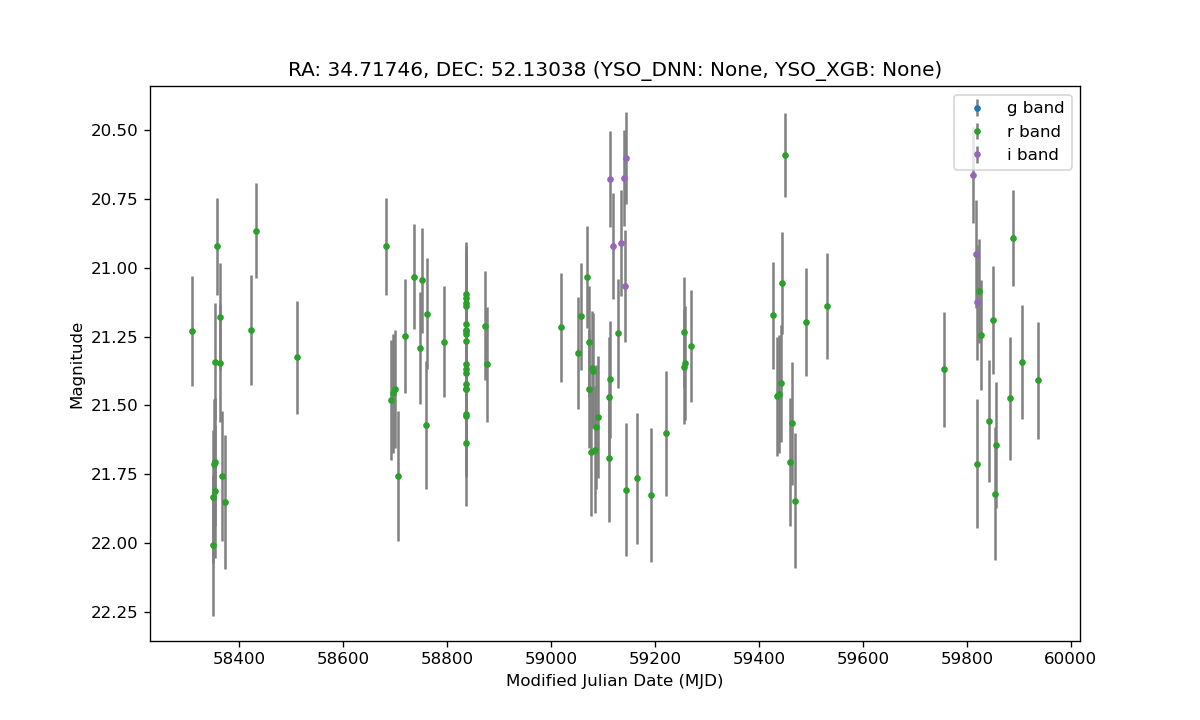 RA: 34.71746, DEC: 52.13038 (YSO_DNN: None, YSO_XGB: None)
g band
r band
i band
20.50
20.75
21.00
21.25
21.50
21.75
22.00
22.25
Magnitude
58400
58600
58800
59000
59200
59400
59600
59800
60000
Modified Julian Date (MJD)